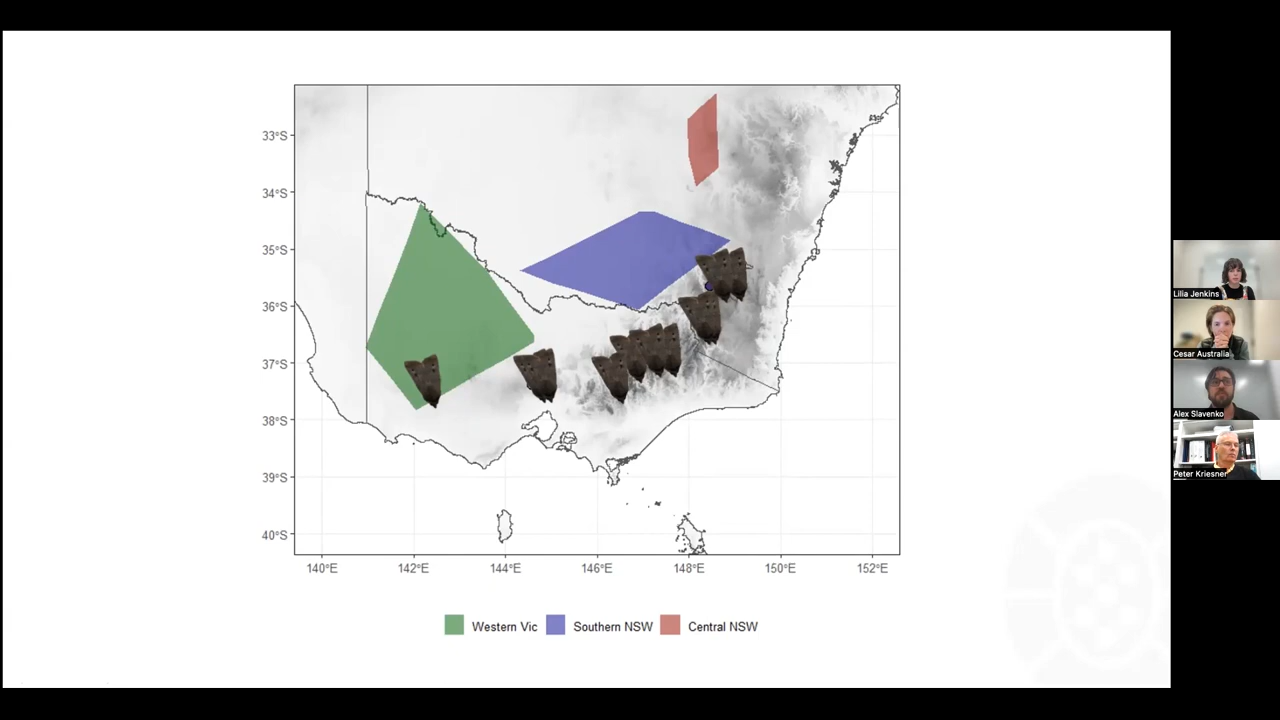 33°S
34°S
35°S
36°S
37°S
38°S
39°S
40°S
140°E 142°E 144°E 146°E 148°E 150°E 152°E
Western Vic Southern NSW Central NSW
Lilia Jenkins
Cesar Australia
Alex Slavenko
Peter Kriesner